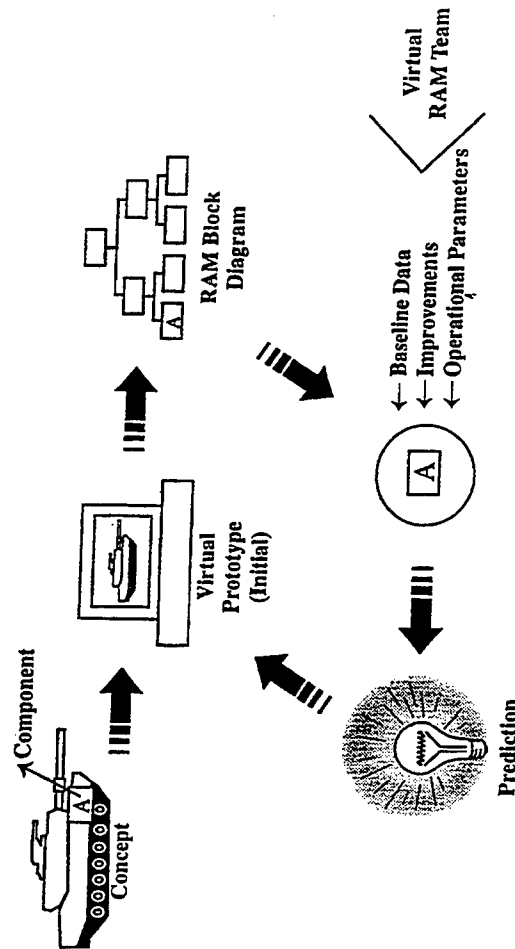 Component
A
Concept
Virtual
Prototype
(Initial)
A
RAM Block
Diagram
A
Baseline Data
Improvements
Operational Parameters
Virtual
RAM Team
Prediction